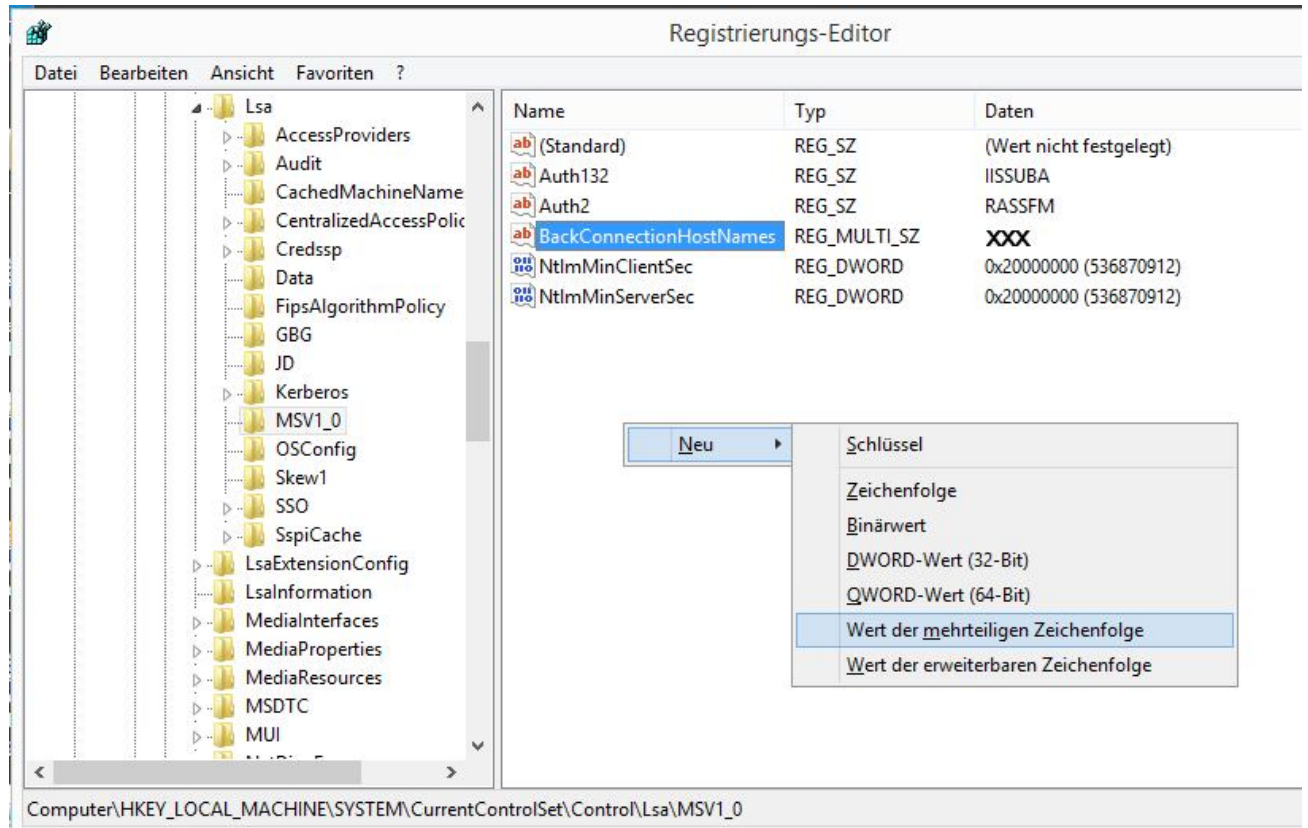 Registrierungs-Editor
Datei Bearbeiten Ansicht Favoriten ?
Lsa
AccessProviders
Audit
CachedMachineName
CentralizedAccessPolic
Credssp
Data
FipsAlgorithmPolicy
GBG
JD
Kerberos
MSV1_0
OSConfig
Skew1
SSO
SspiCache
LsaExtensionConfig
LsaInformation
MediaInterfaces
MediaProperties
MediaResources
MSDTC
MUI
Name Typ Daten
(Standard) REG_SZ (Wert nicht festgelegt)
Auth132 REG_SZ IISSUBA
Auth2 REG_SZ RASSFM
BackConnectionHostNames REG_MULTI_SZ XXX
NtlmMinClientSec REG_DWORD 0x20000000 (536870912)
NtlmMinServerSec REG_DWORD 0x20000000 (536870912)
Neu
Schlüssel
Zeichenfolge
Binärwert
DWORD-Wert (32-Bit)
QWORD-Wert (64-Bit)
Wert der mehrteiligen Zeichenfolge
Wert der erweiterbaren Zeichenfolge
Computer\HKEY_LOCAL_MACHINE\SYSTEM\CurrentControlSet\Control\Lsa\MSV1_0